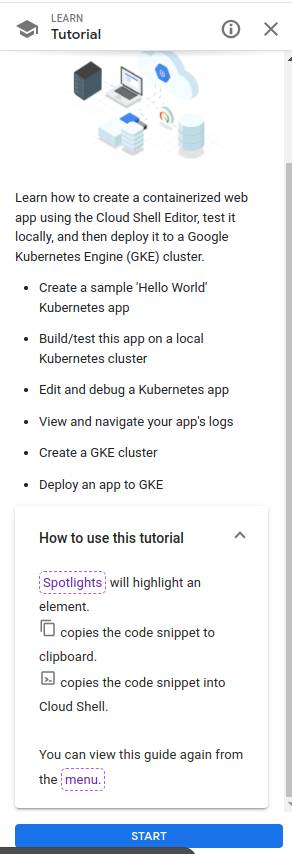 LEARN
Tutorial
Learn how to create a containerized web
app using the Cloud Shell Editor, test it
locally, and then deploy it to a Google
Kubernetes Engine (GKE) cluster.
• Create a sample 'Hello World'
Kubernetes app
• Build/test this app on a local
Kubernetes cluster
• Edit and debug a Kubernetes app
• View and navigate your app's logs
• Create a GKE cluster
• Deploy an app to GKE
How to use this tutorial
Spotlights will highlight an
element.
copies the code snippet to
clipboard.
copies the code snippet into
Cloud Shell.
You can view this guide again from
the menu.
START